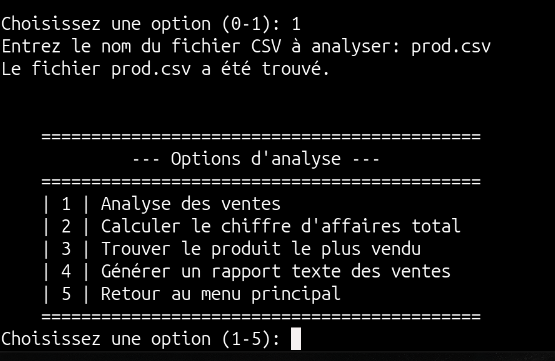 Choisissez une option (0-1): 1
Entrez le nom du fichier CSV à analyser: prod.csv
Le fichier prod.csv a été trouvé.
============================================
--- Options d'analyse ---
============================================
| 1 | Analyse des ventes
| 2 | Calculer le chiffre d'affaires total
| 3 | Trouver le produit le plus vendu
| 4 | Générer un rapport texte des ventes
| 5 | Retour au menu principal
============================================
Choisissez une option (1-5):